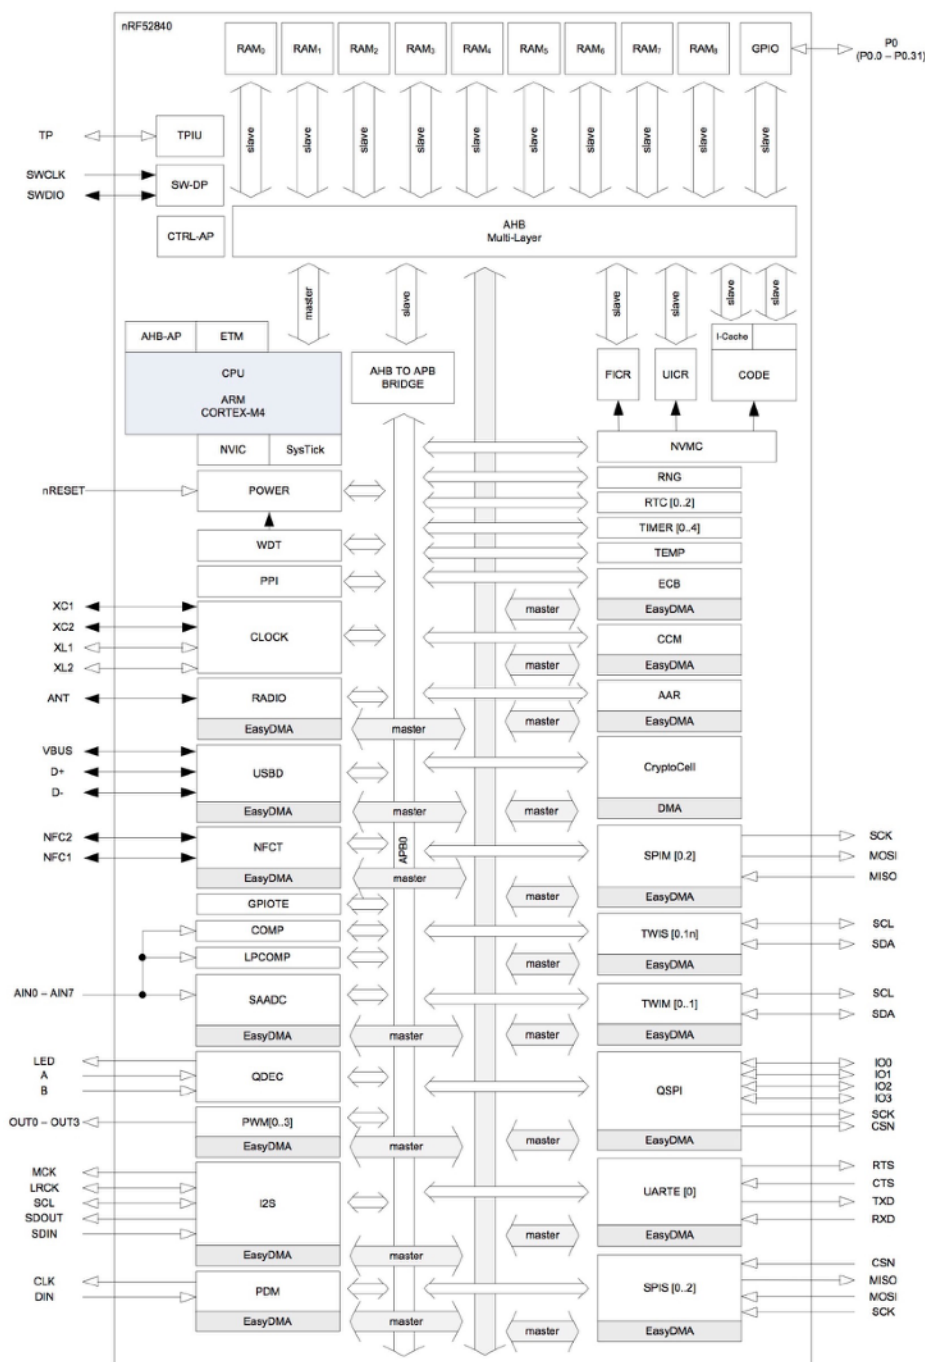 nRF52840
RAM0 RAM1 RAM2 RAM3 RAM4 RAM5 RAM6 RAM7 RAM8 GPIO
P0
(P0.0 – P0.31)
slave slave slave slave slave slave slave slave slave slave
TP
TPIU
SWCLK
SWDIO
SW-DP
CTRL-AP
AHB
Multi-Layer
master slave slave slave slave slave
AHB-AP ETM
CPU
ARM
CORTEX-M4
NVIC SysTick
AHB TO APB
BRIDGE
FICR UICR
I-Cache
CODE
NVMC
nRESET
POWER
WDT
PPI
XC1
XC2
XL1
XL2
CLOCK
ANT
RADIO
EasyDMA
master
VBUS
D+
D-
USBD
EasyDMA
master
NFC2
NFC1
NFCT
EasyDMA
master
APB0
GPIOTE
COMP
LPCOMP
AIN0 – AIN7
SAADC
EasyDMA
master
LED
A
B
QDEC
OUT0 – OUT3
PWM[0..3]
EasyDMA
master
MCK
LRCK
SCL
SDOUT
SDIN
I2S
EasyDMA
master
CLK
DIN
PDM
EasyDMA
master
RNG
RTC [0..2]
TIMER [0..4]
TEMP
ECB
master
EasyDMA
CCM
master
EasyDMA
AAR
master
EasyDMA
CryptoCell
master
DMA
SPIM [0.2]
master
EasyDMA
SCK
MOSI
MISO
TWIS [0.1n]
master
EasyDMA
SCL
SDA
TWIM [0..1]
master
EasyDMA
SCL
SDA
QSPI
master
EasyDMA
IO0
IO1
IO2
IO3
SCK
CSN
UARTE [0]
master
EasyDMA
RTS
CTS
TXD
RXD
SPIS [0..2]
master
EasyDMA
CSN
MISO
MOSI
SCK